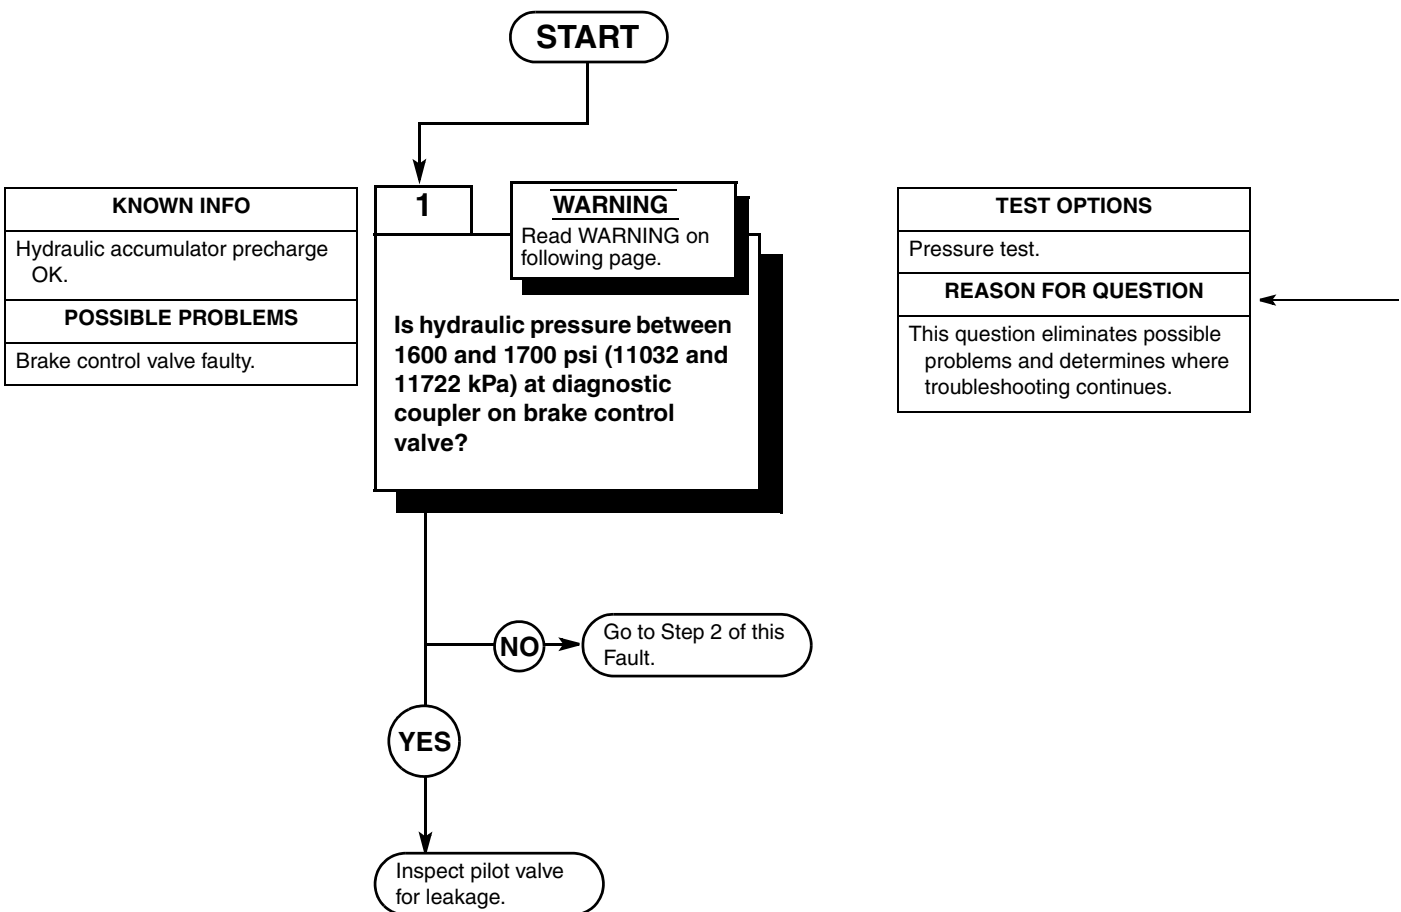 START
KNOWN INFO
Hydraulic accumulator precharge
OK.
POSSIBLE PROBLEMS
Brake control valve faulty.
1
WARNING
Read WARNING on
following page.
Is hydraulic pressure between
1600 and 1700 psi (11032 and
11722 kPa) at diagnostic
coupler on brake control
valve?
TEST OPTIONS
Pressure test.
REASON FOR QUESTION
This question eliminates possible
problems and determines where
troubleshooting continues.
NO
Go to Step 2 of this
Fault.
YES
Inspect pilot valve
for leakage.